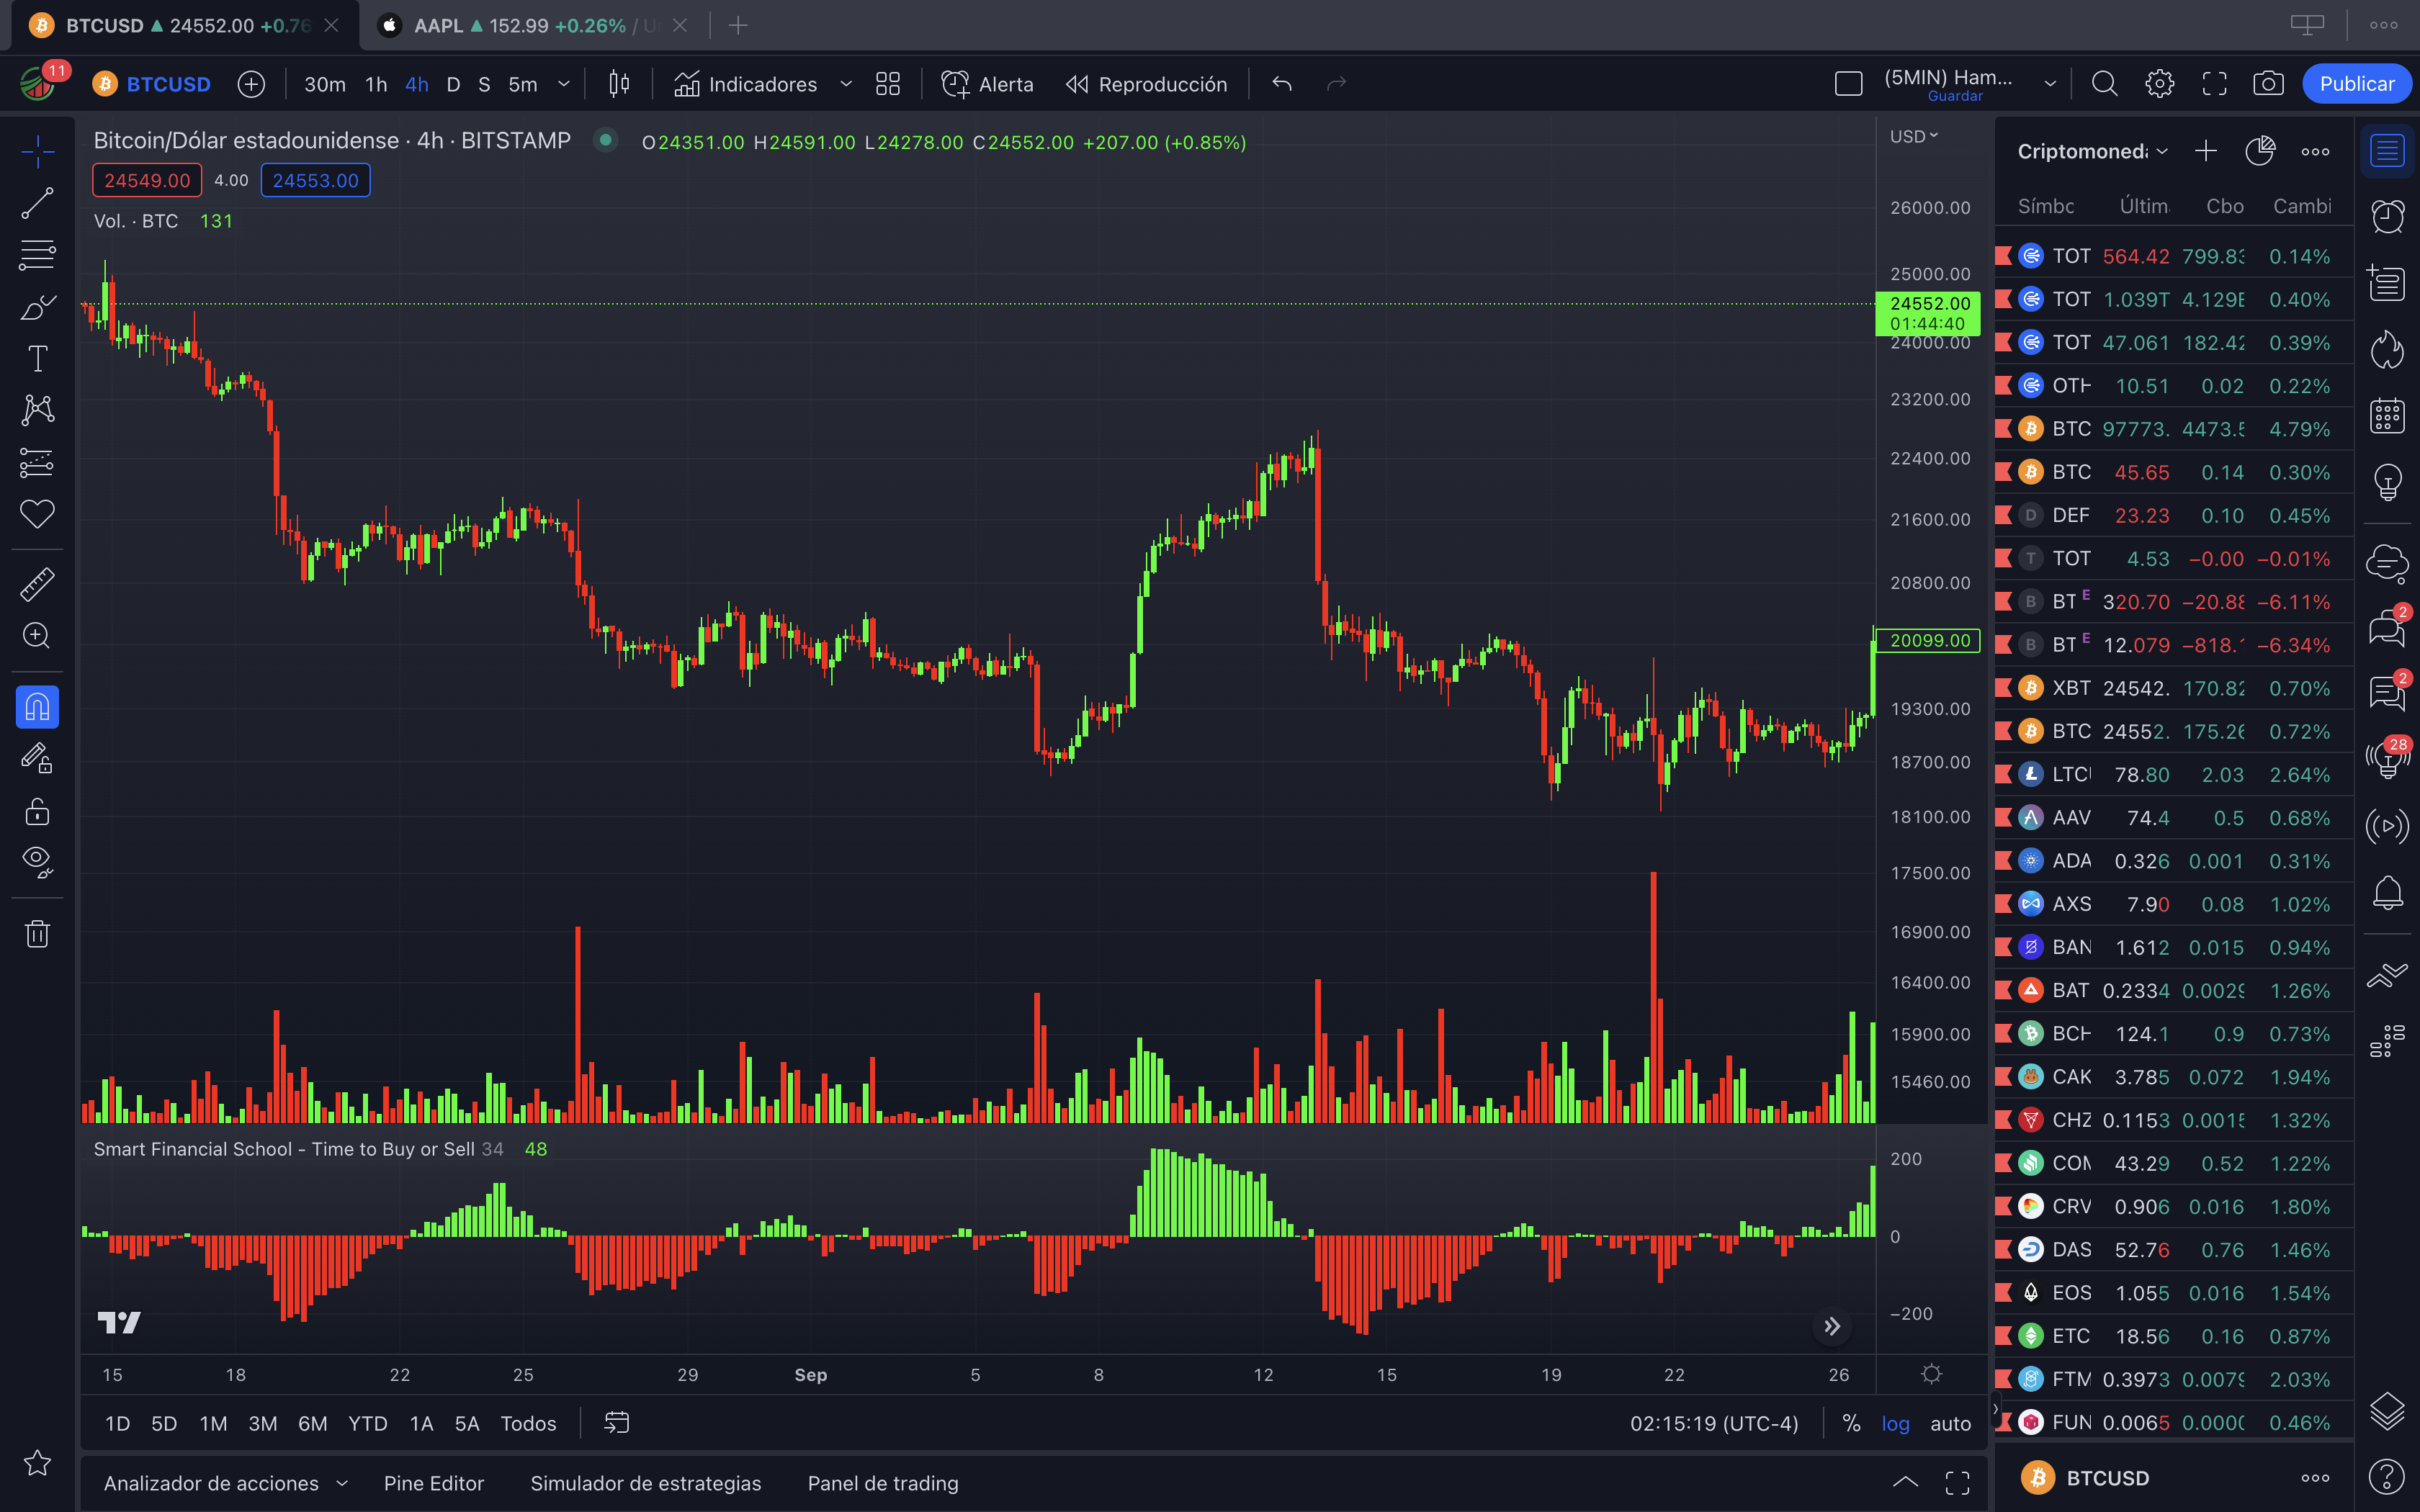 BTCUSD 24552.00 +0.76
AAPL 152.99 +0.26% / U
11
BTCUSD 30m 1h 4h D S 5m Indicadores Alerta Reproducción (5MIN) Ham... Guardar Publicar
Bitcoin/Dólar estadounidense · 4h · BITSTAMP O24351.00 H24591.00 L24278.00 C24552.00 +207.00 (+0.85%)
24549.00 4.00 24553.00
Vol. · BTC 131
USD
26000.00
25000.00
24552.00
01:44:40
24000.00
23200.00
22400.00
21600.00
20800.00
20099.00
19300.00
18700.00
18100.00
17500.00
16900.00
16400.00
15900.00
15460.00
Smart Financial School - Time to Buy or Sell 34 48
200
0
−200
15 18 22 25 29 Sep 5 8 12 15 19 22 26
1D 5D 1M 3M 6M YTD 1A 5A Todos 02:15:19 (UTC-4) % log auto
Analizador de acciones Pine Editor Simulador de estrategias Panel de trading
Criptomoned
Símbo Últim Cbo Cambi
TOT 564.42 799.83 0.14%
TOT 1.039T 4.129B 0.40%
TOT 47.061 182.42 0.39%
OTH 10.51 0.02 0.22%
BTC 97773. 4473.5 4.79%
BTC 45.65 0.14 0.30%
D DEF 23.23 0.10 0.45%
T TOT 4.53 −0.00 −0.01%
B BT E 320.70 −20.88 −6.11%
B BT E 12.079 −818. −6.34%
XBT 24542. 170.82 0.70%
BTC 24552. 175.26 0.72%
LTC 78.80 2.03 2.64%
AAV 74.4 0.5 0.68%
ADA 0.326 0.001 0.31%
AXS 7.90 0.08 1.02%
BAN 1.612 0.015 0.94%
BAT 0.2334 0.0029 1.26%
BCH 124.1 0.9 0.73%
CAK 3.785 0.072 1.94%
CHZ 0.1153 0.0015 1.32%
COM 43.29 0.52 1.22%
CRV 0.906 0.016 1.80%
DAS 52.76 0.76 1.46%
EOS 1.055 0.016 1.54%
ETC 18.56 0.16 0.87%
FTM 0.3973 0.0079 2.03%
FUN 0.0065 0.0000 0.46%
BTCUSD
2
2
28